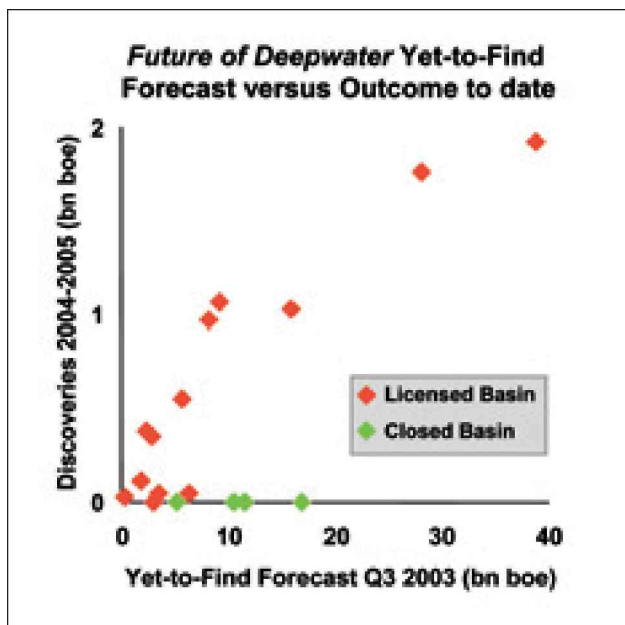 Future of Deepwater Yet-to-Find
Forecast versus Outcome to date
Discoveries 2004-2005 (bn boe)
2
1
0
Licensed Basin
Closed Basin
0 10 20 30 40
Yet-to-Find Forecast Q3 2003 (bn boe)